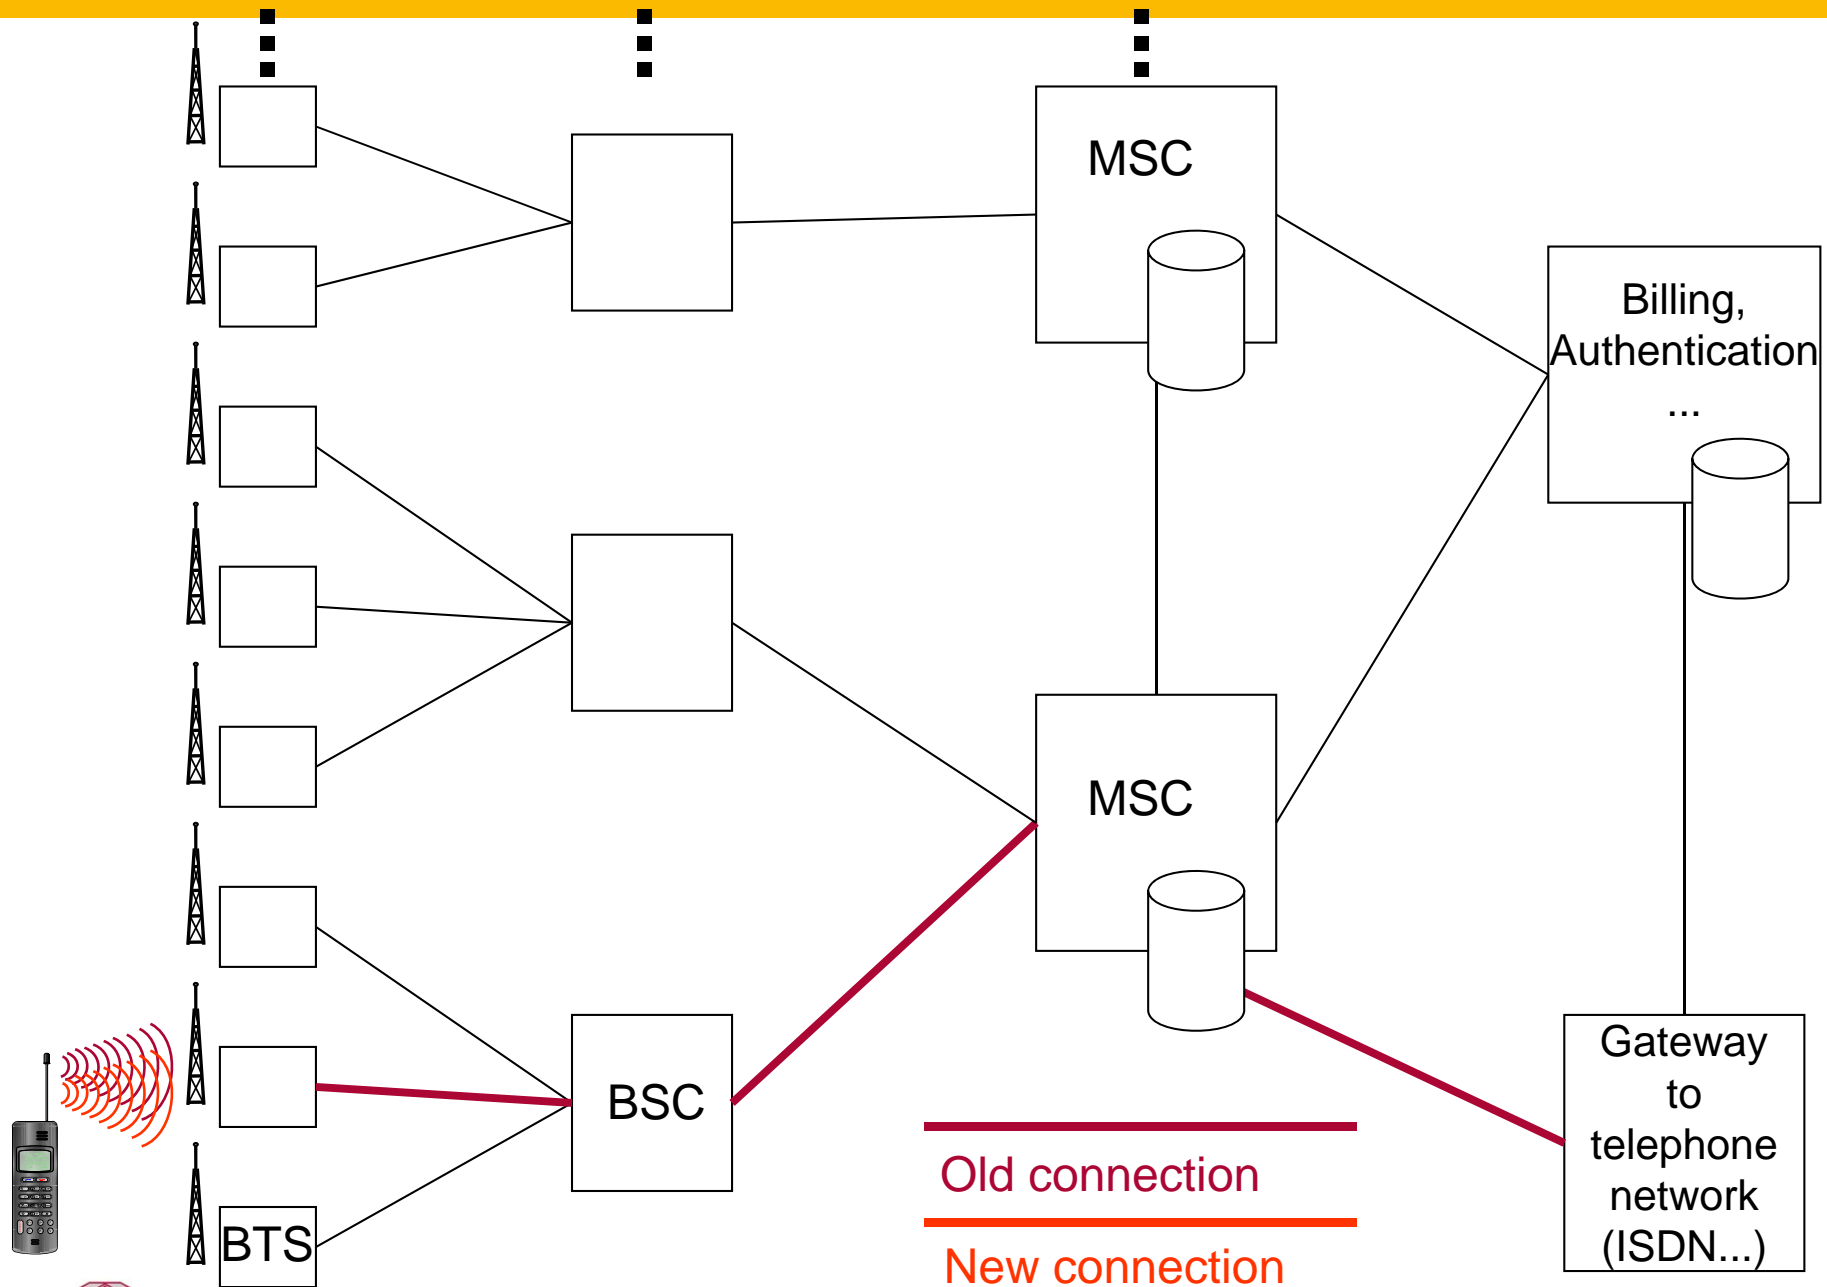 MSC
Billing,
Authentication
...
MSC
BSC
BTS
Old connection
New connection
Gateway
to
telephone
network
(ISDN...)